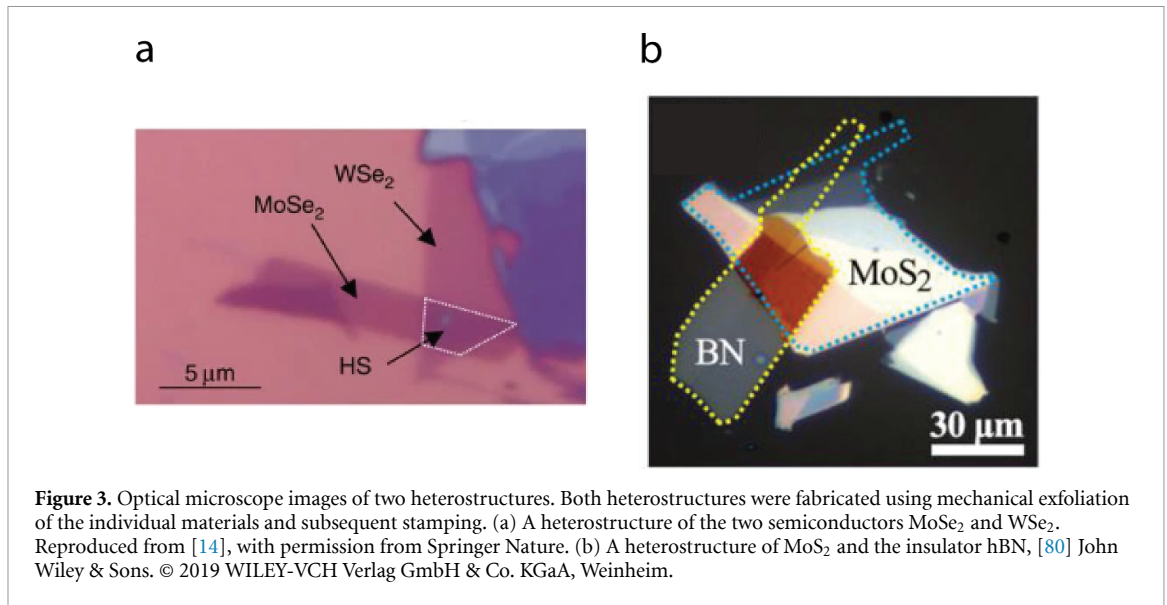 a
b
WSe₂
MoSe₂
HS
5 μm
MoS₂
BN
30 μm
Figure 3. Optical microscope images of two heterostructures. Both heterostructures were fabricated using mechanical exfoliation
of the individual materials and subsequent stamping. (a) A heterostructure of the two semiconductors MoSe₂ and WSe₂.
Reproduced from [14], with permission from Springer Nature. (b) A heterostructure of MoS₂ and the insulator hBN, [80] John
Wiley & Sons. © 2019 WILEY-VCH Verlag GmbH & Co. KGaA, Weinheim.